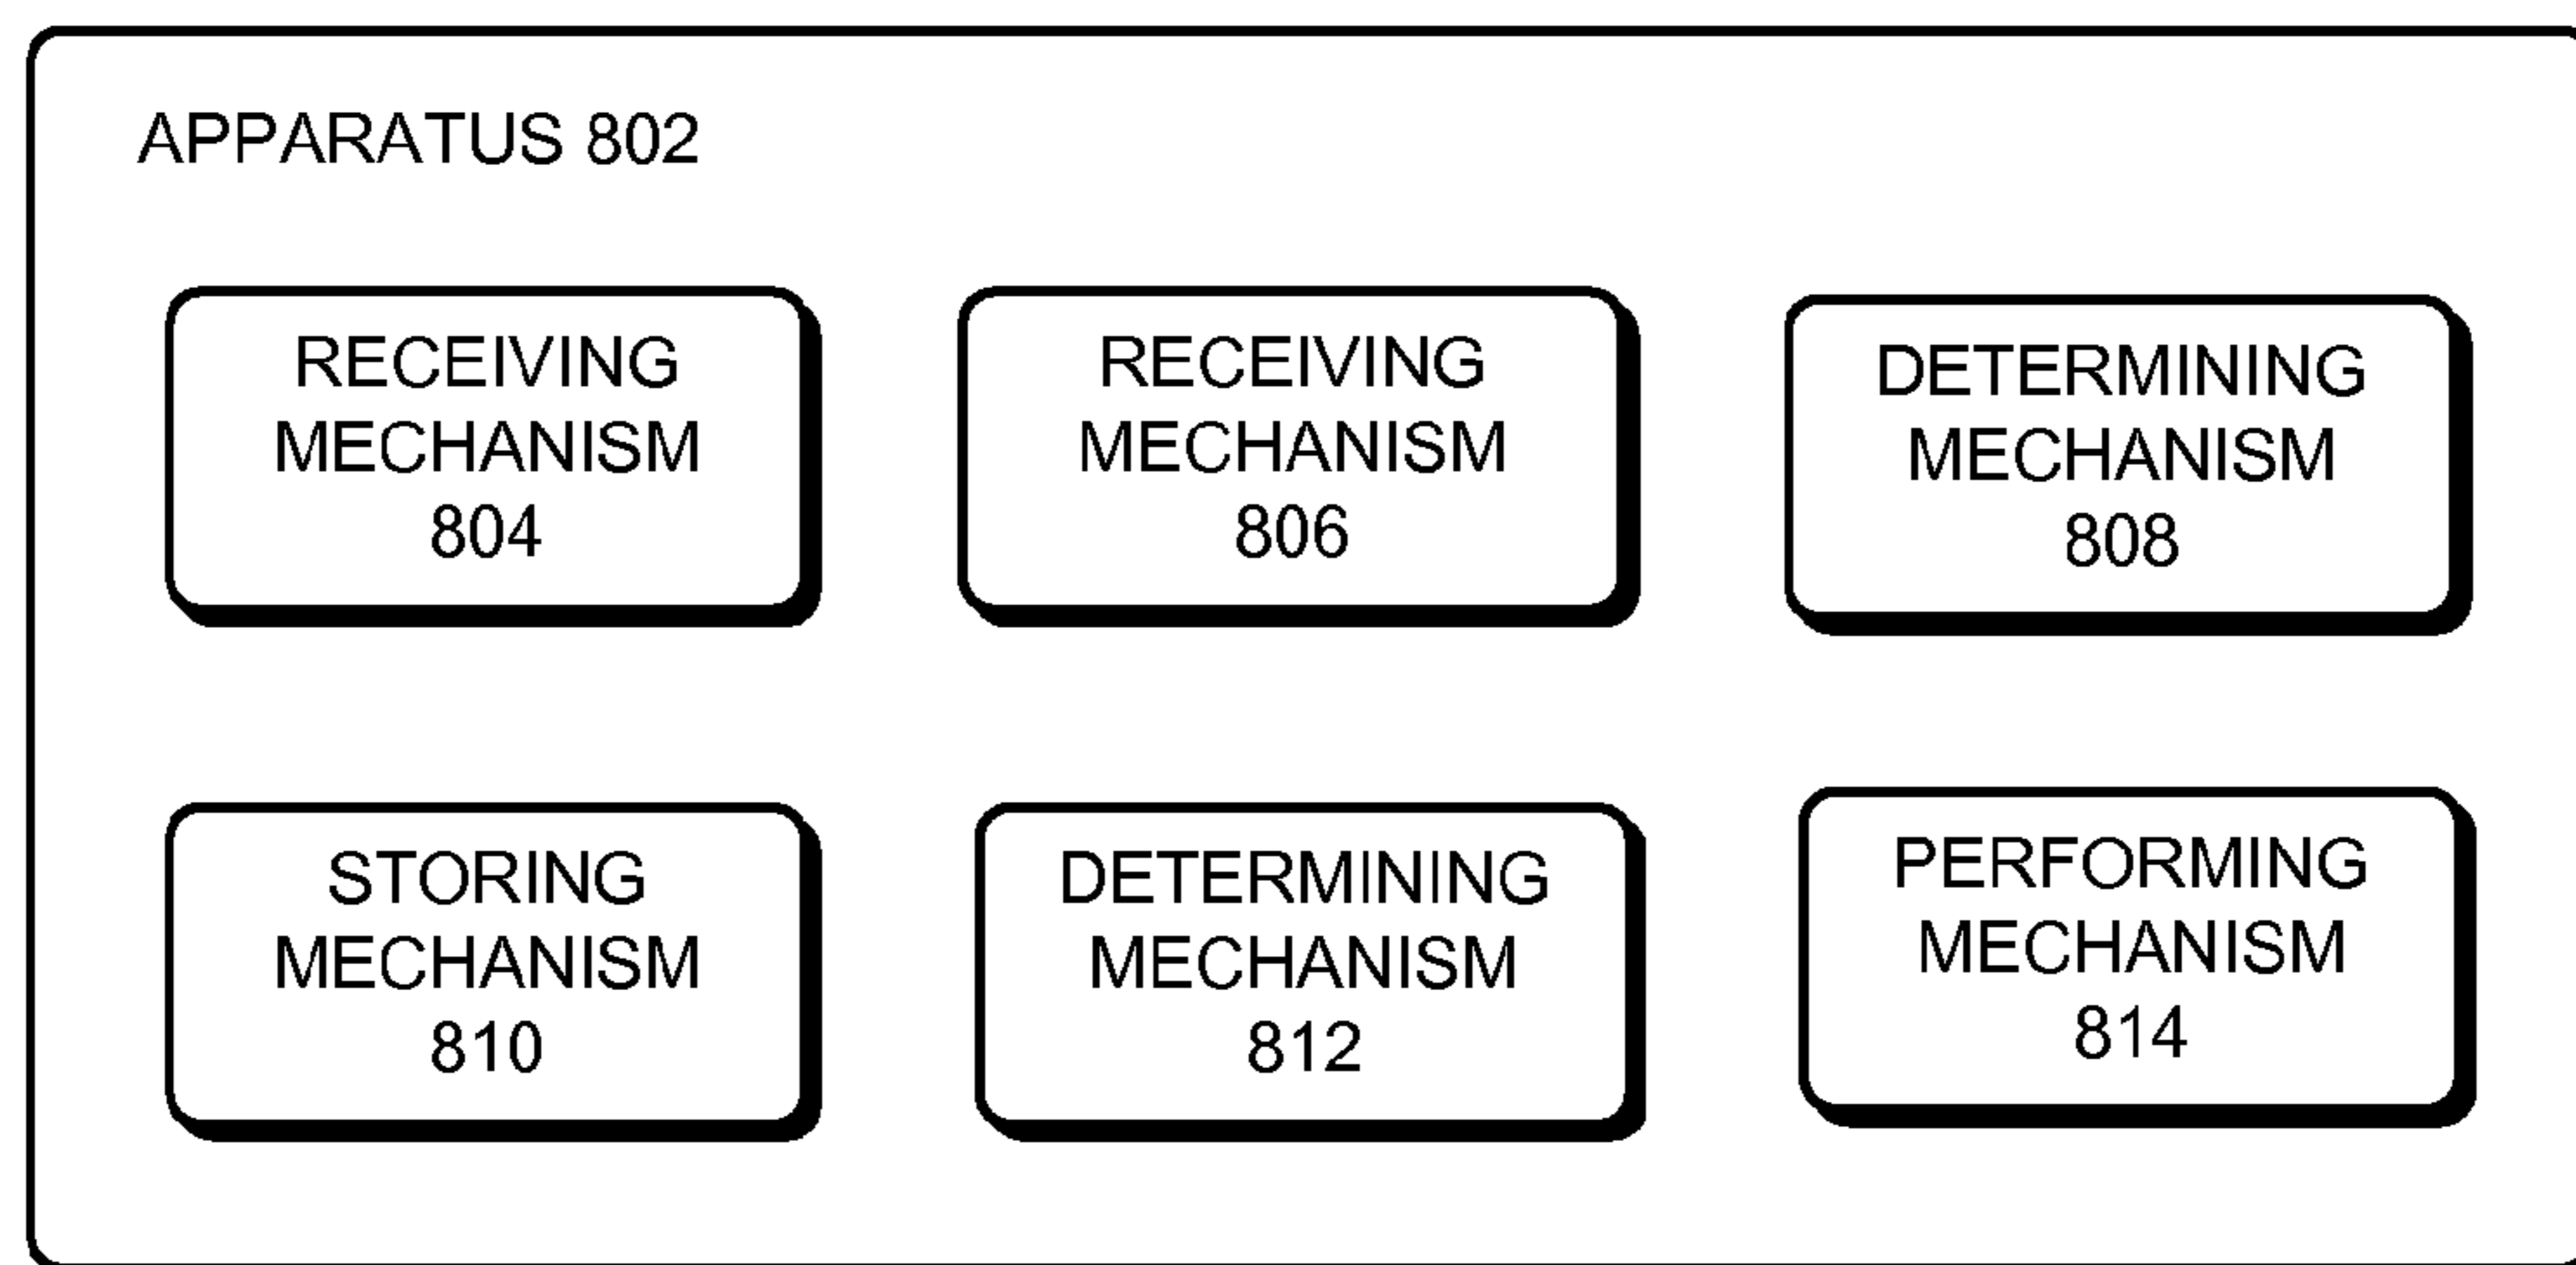 APPARATUS 802
RECEIVING
MECHANISM
804
RECEIVING
MECHANISM
806
DETERMINING
MECHANISM
808
STORING
MECHANISM
810
DETERMINING
MECHANISM
812
PERFORMING
MECHANISM
814